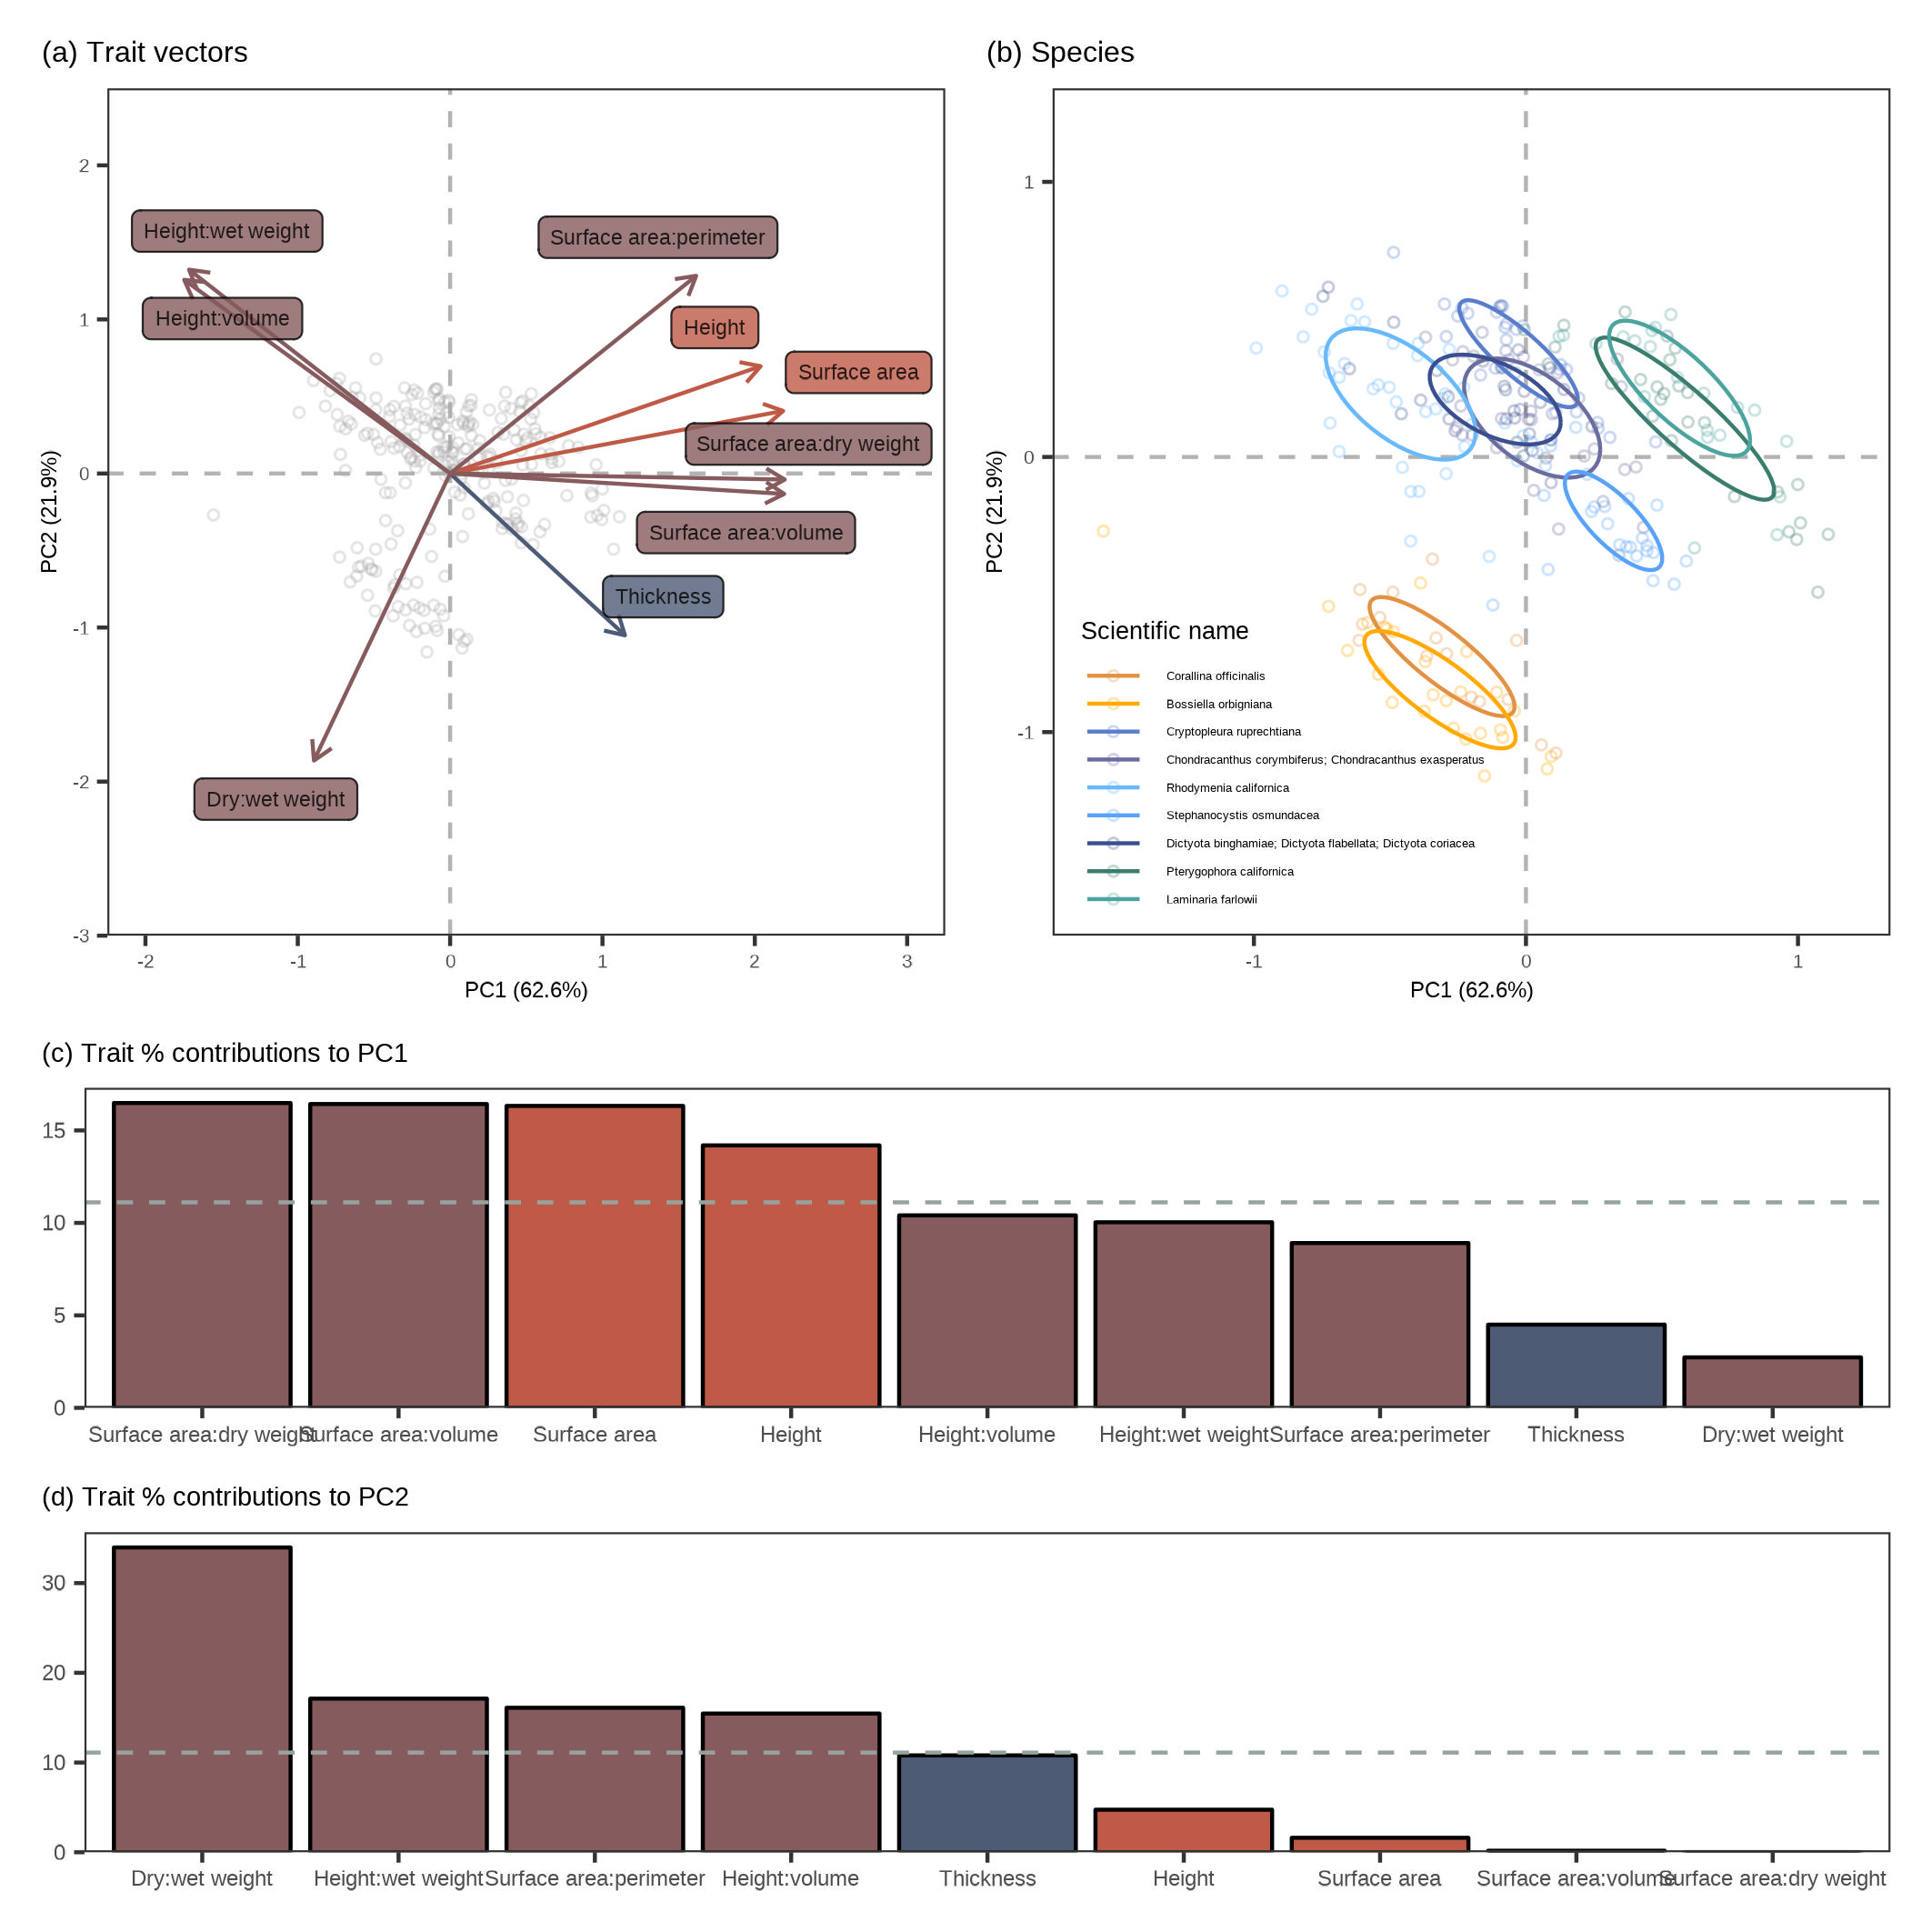 (a) Trait vectors
Height:wet weight
Surface area:perimeter
Height:volume
Height
Surface area
Surface area:dry weight
Surface area:volume
Thickness
Dry:wet weight
PC2 (21.9%)
2
1
0
-1
-2
-3
-2
-1
0
1
2
3
PC1 (62.6%)
(b) Species
PC2 (21.9%)
1
0
-1
Scientific name
Corallina officinalis
Bossiella orbigniana
Cryptopleura ruprechtiana
Chondracanthus corymbiferus; Chondracanthus exasperatus
Rhodymenia californica
Stephanocystis osmundacea
Dictyota binghamiae; Dictyota flabellata; Dictyota coriacea
Pterygophora californica
Laminaria farlowii
-1
0
1
PC1 (62.6%)
(c) Trait % contributions to PC1
15
10
5
0
Surface area:dry weight
Surface area:volume
Surface area
Height
Height:volume
Height:wet weight
Surface area:perimeter
Thickness
Dry:wet weight
(d) Trait % contributions to PC2
30
20
10
0
Dry:wet weight
Height:wet weight
Surface area:perimeter
Height:volume
Thickness
Height
Surface area
Surface area:volume
Surface area:dry weight